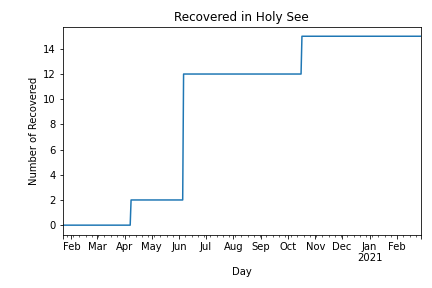 Recovered in Holy See
Number of Recovered
14
12
10
8
6
4
2
0
Feb Mar Apr May Jun Jul Aug Sep Oct Nov Dec Jan Feb
2021
Day